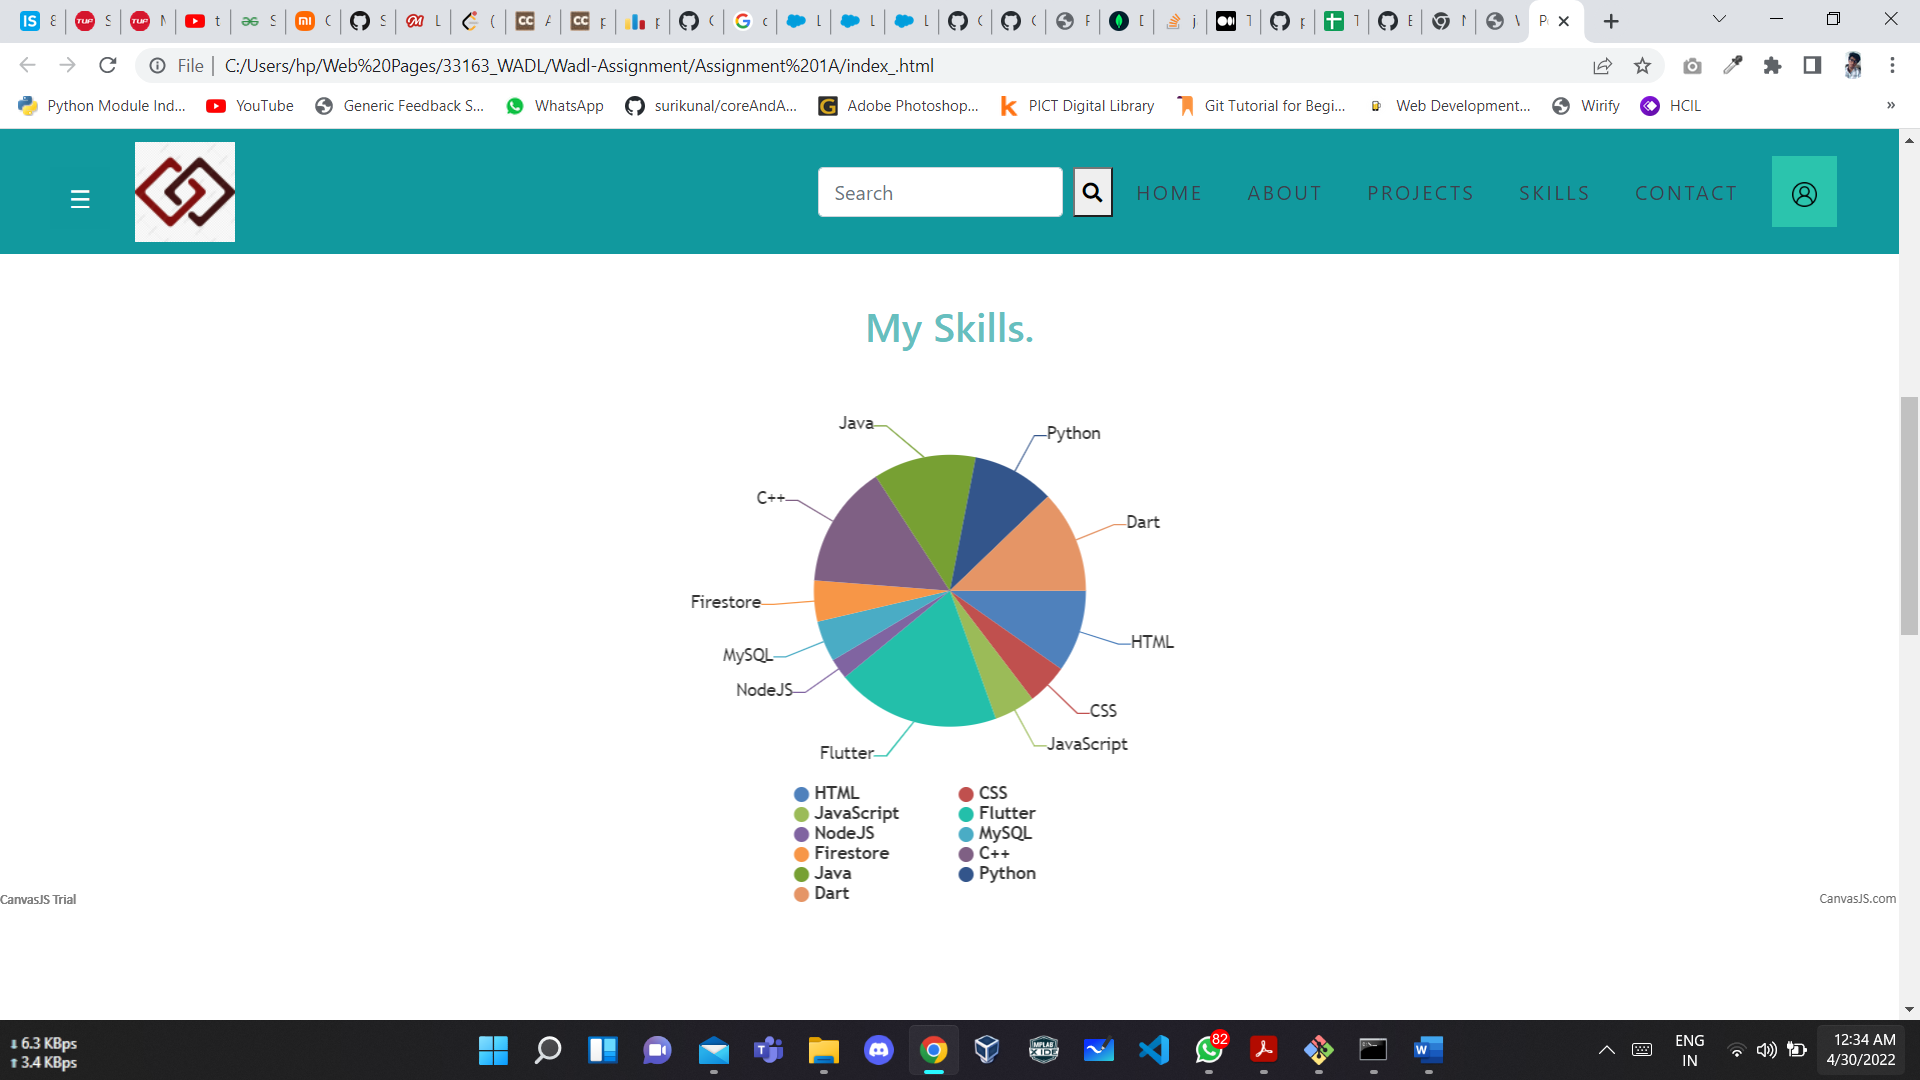 File
C:/Users/hp/Web%20Pages/33163_WADL/Wadl-Assignment/Assignment%201A/index_.html
Python Module Ind...
YouTube
Generic Feedback S...
WhatsApp
surikunal/coreAndA...
Adobe Photoshop...
PICT Digital Library
Git Tutorial for Begi...
Web Development...
Wirify
HCIL
»
Search
HOME
ABOUT
PROJECTS
SKILLS
CONTACT
My Skills.
Java
Python
C++
Dart
Firestore
HTML
MySQL
NodeJS
CSS
JavaScript
Flutter
HTML
CSS
JavaScript
Flutter
NodeJS
MySQL
Firestore
C++
Java
Python
Dart
CanvasJS Trial
CanvasJS.com
6.3 KBps
3.4 KBps
82
ENG
IN
12:34 AM
4/30/2022